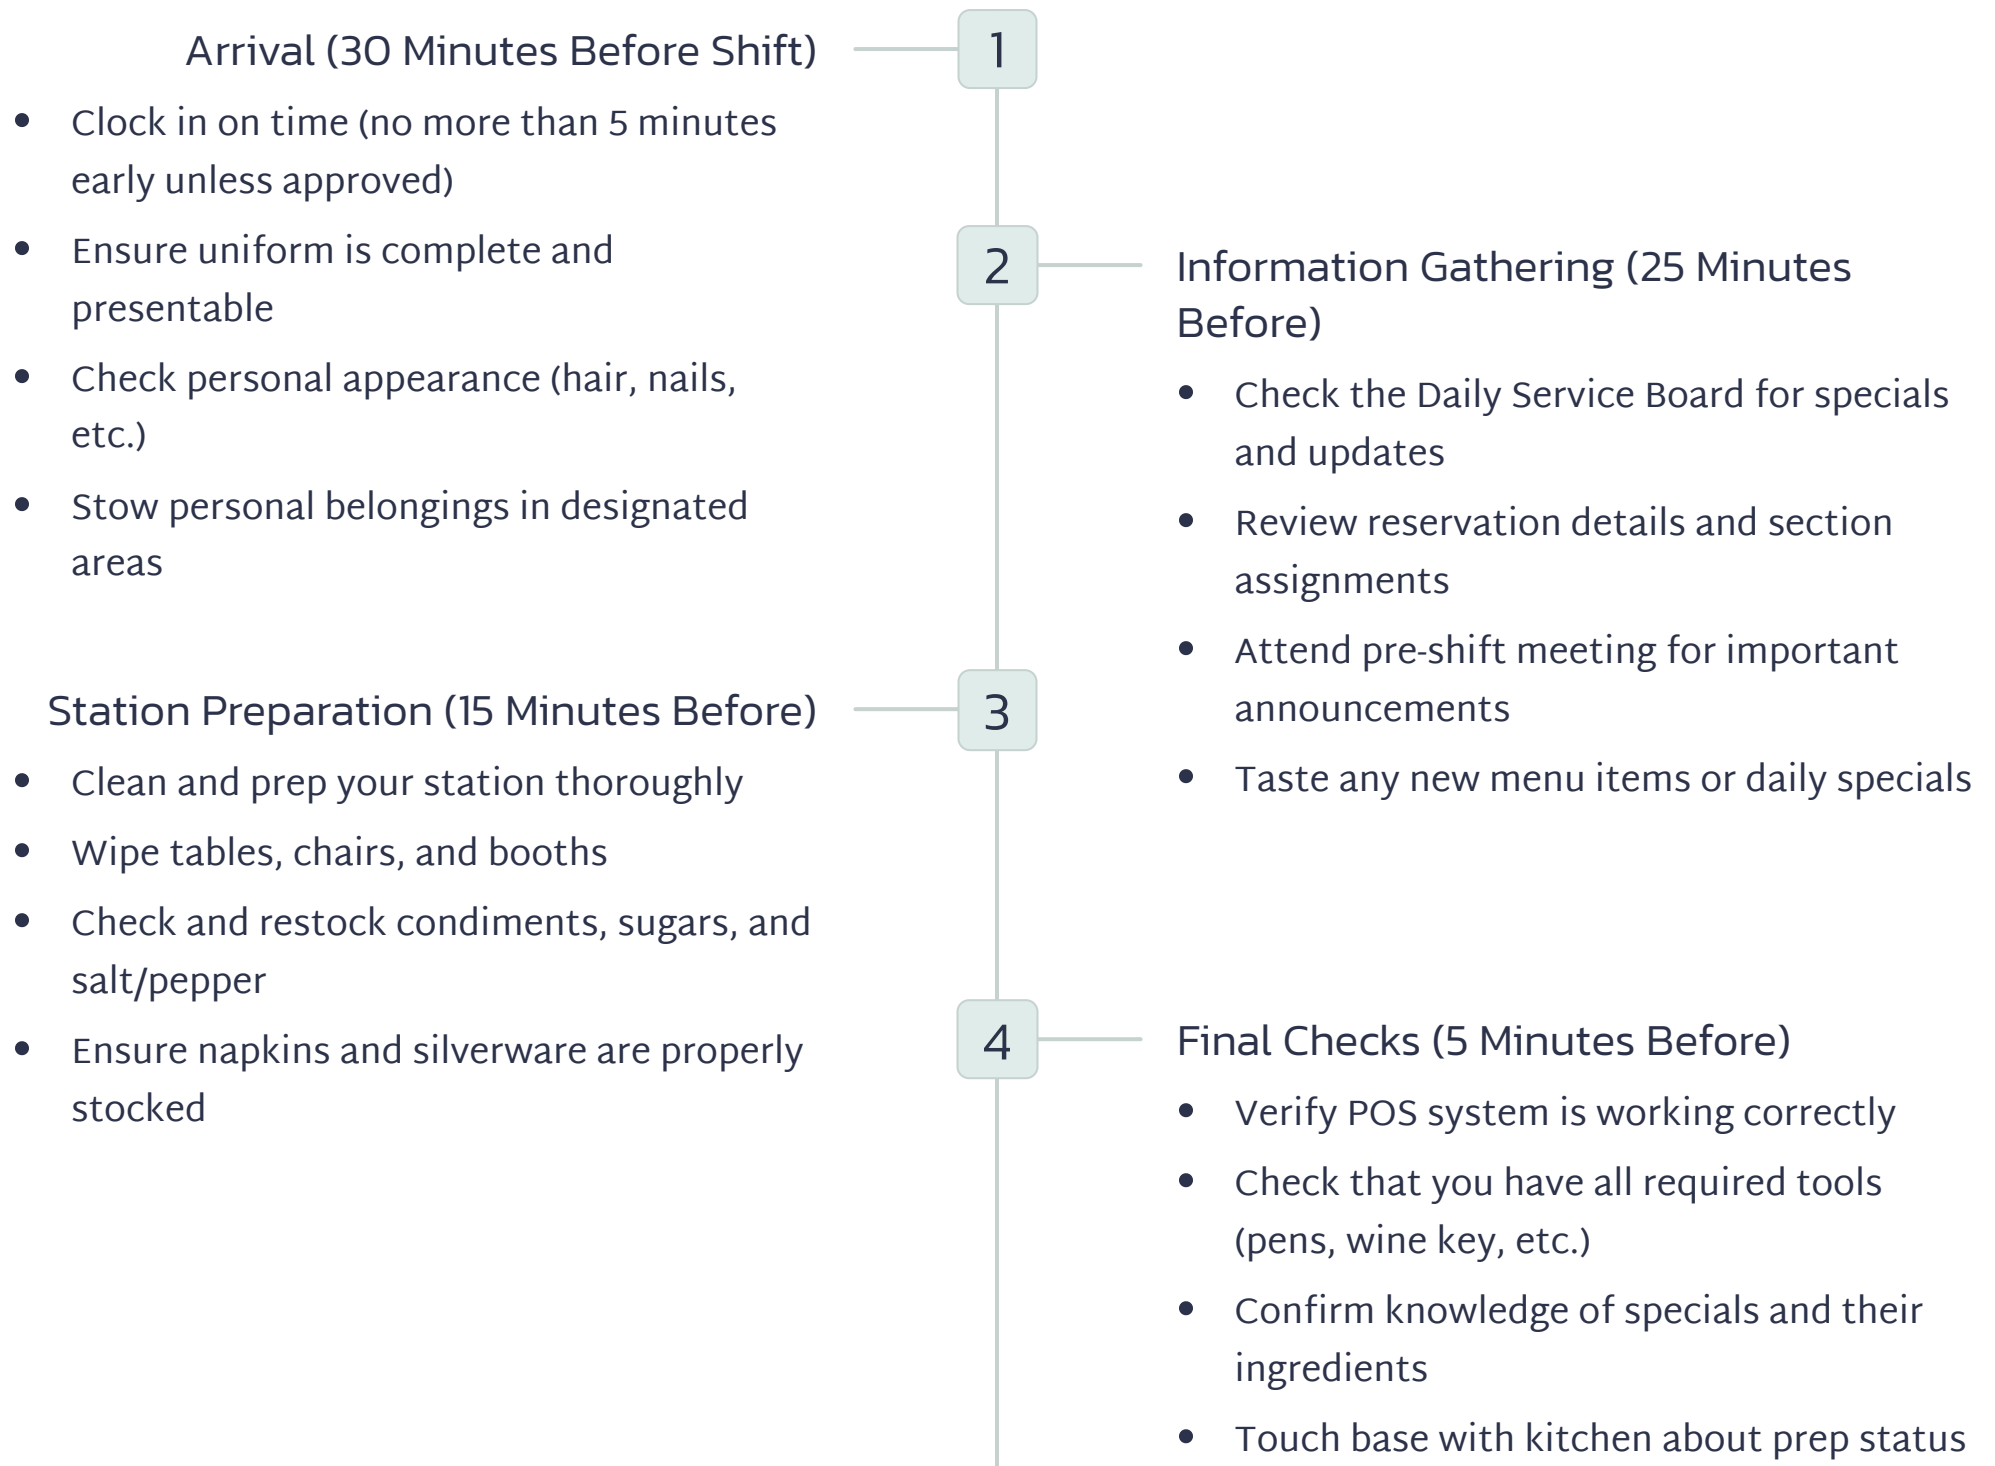 1
Arrival (30 Minutes Before Shift)
• Clock in on time (no more than 5 minutes
early unless approved)
• Ensure uniform is complete and
presentable
• Check personal appearance (hair, nails,
etc.)
• Stow personal belongings in designated
areas
2
Information Gathering (25 Minutes
Before)
• Check the Daily Service Board for specials
and updates
• Review reservation details and section
assignments
• Attend pre-shift meeting for important
announcements
• Taste any new menu items or daily specials
3
Station Preparation (15 Minutes Before)
• Clean and prep your station thoroughly
• Wipe tables, chairs, and booths
• Check and restock condiments, sugars, and
salt/pepper
• Ensure napkins and silverware are properly
stocked
4
Final Checks (5 Minutes Before)
• Verify POS system is working correctly
• Check that you have all required tools
(pens, wine key, etc.)
• Confirm knowledge of specials and their
ingredients
• Touch base with kitchen about prep status